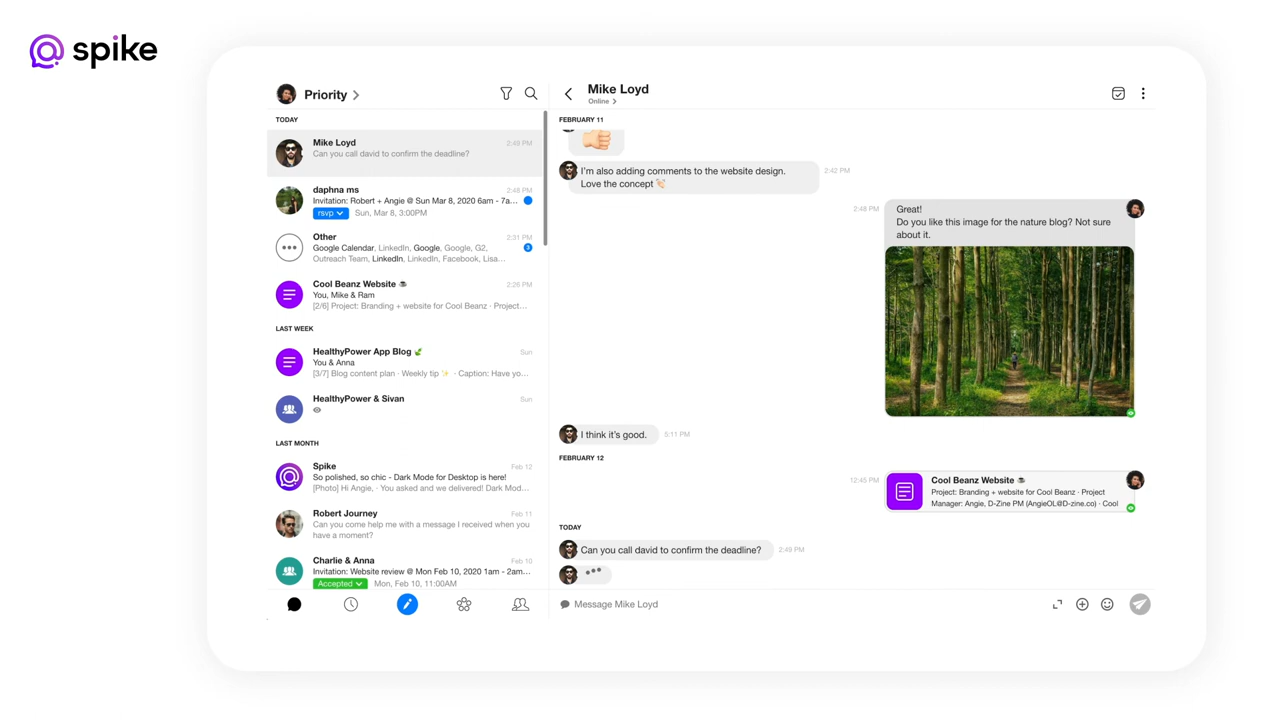 spike
Priority
TODAY
Mike Loyd
2:49 PM
Can you call david to confirm the deadline?
daphna ms
2:48 PM
Invitation: Robert + Angie @ Sun Mar 8, 2020 6am - 7a...
rsvp
Sun, Mar 8, 3:00PM
Other
2:31 PM
Google Calendar, LinkedIn, Google, Google, G2,
3
Outreach Team, LinkedIn, LinkedIn, Facebook, Lisa...
Cool Beanz Website
2:26 PM
You, Mike & Ram
[2/6] Project: Branding + website for Cool Beanz · Project...
LAST WEEK
HealthyPower App Blog
Sun
You & Anna
[3/7] Blog content plan · Weekly tip ✨ · Caption: Have yo...
HealthyPower & Sivan
Sun
LAST MONTH
Spike
Feb 12
So polished, so chic - Dark Mode for Desktop is here!
[Photo] Hi Angie, · You asked and we delivered! Dark Mod...
Robert Journey
Feb 11
Can you come help me with a message I received when you
have a moment?
Charlie & Anna
Feb 10
Invitation: Website review @ Mon Feb 10, 2020 1am - 2am...
Accepted
Mon, Feb 10, 11:00AM
Mike Loyd
Online
FEBRUARY 11
I'm also adding comments to the website design.
Love the concept
2:42 PM
2:48 PM
Great!
Do you like this image for the nature blog? Not sure
about it.
I think it's good.
5:11 PM
FEBRUARY 12
12:45 PM
Cool Beanz Website
Project: Branding + website for Cool Beanz · Project
Manager: Angie, D-Zine PM (AngieOL@D-zine.co) · Cool
TODAY
Can you call david to confirm the deadline?
2:49 PM
Message Mike Loyd